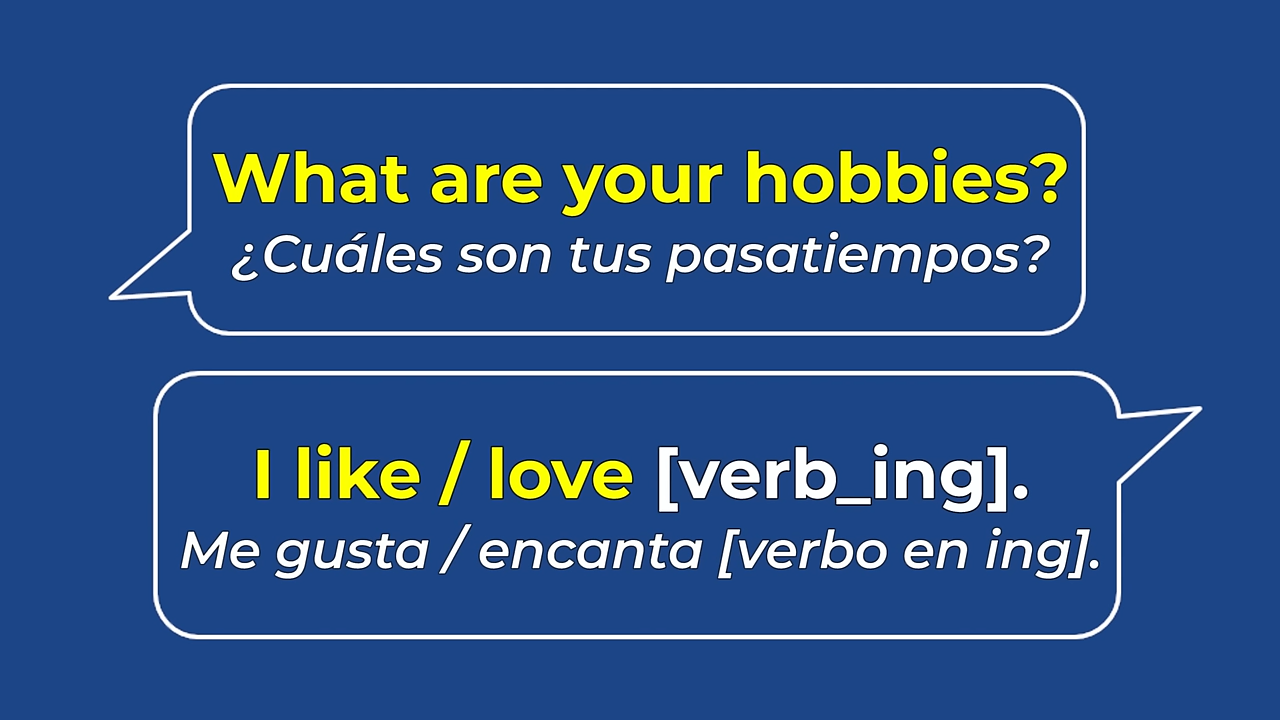 What are your hobbies?
¿Cuáles son tus pasatiempos?
I like / love [verb_ing].
Me gusta / encanta [verbo en ing].